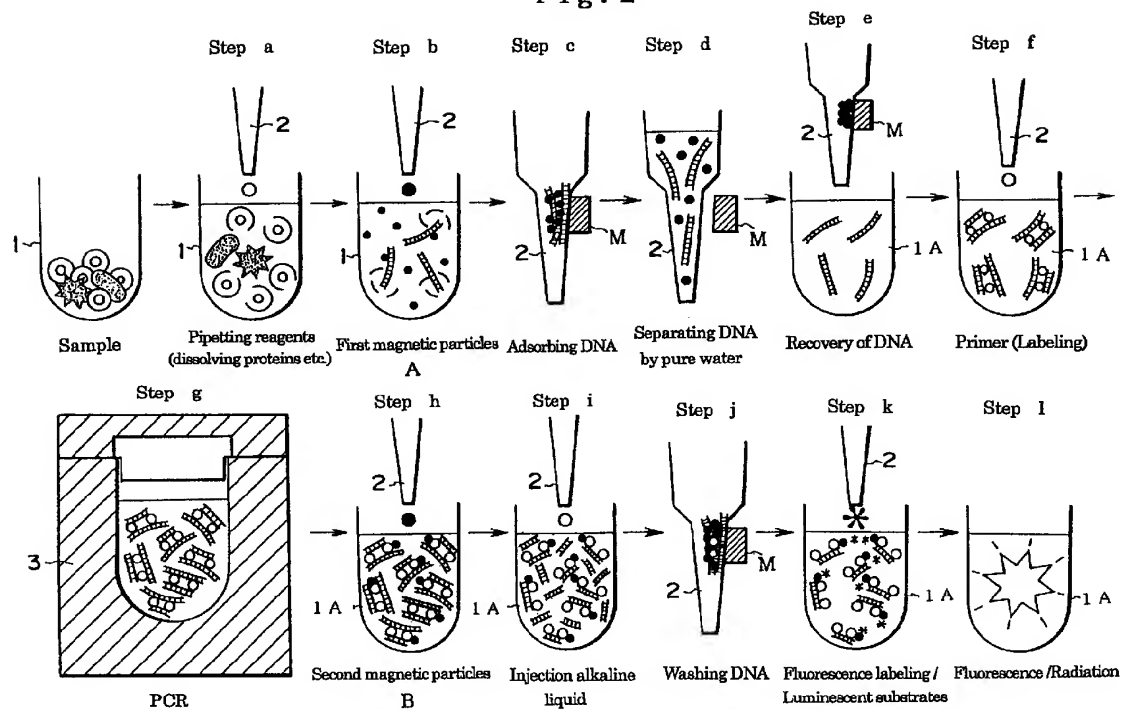 Fig. 2
Step a
Step b
Step c
Step d
Step e
Step f
2
2
2
M
2
M
2
M
2
1
1
1
1 A
1 A
Sample
Pipetting reagents
(dissolving proteins etc.)
First magnetic particles
A
Adsorbing DNA
Separating DNA
by pure water
Recovery of DNA
Primer (Labeling)
Step g
Step h
Step i
Step j
Step k
Step l
3
2
2
2
M
2
1 A
1 A
1 A
1 A
PCR
Second magnetic particles
B
Injection alkaline
liquid
Washing DNA
Fluorescence labeling /
Luminescent substrates
Fluorescence /Radiation